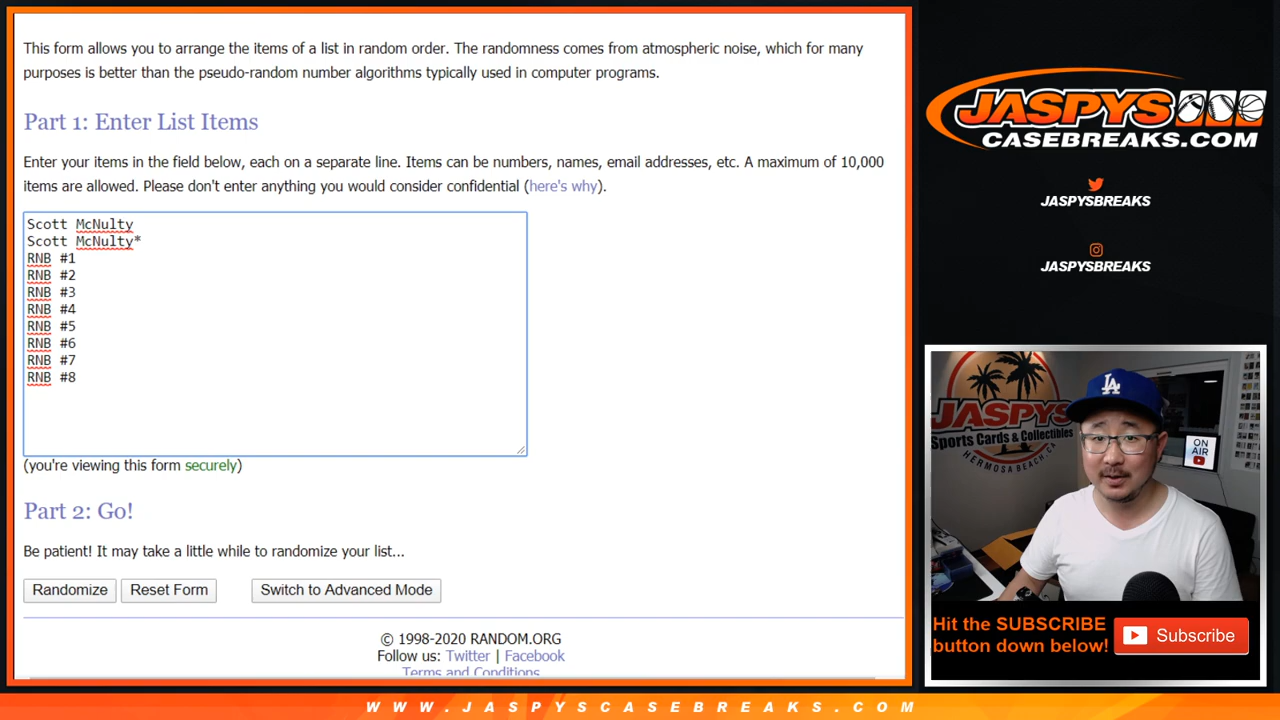 This form allows you to arrange the items of a list in random order. The randomness comes from atmospheric noise, which for many
purposes is better than the pseudo-random number algorithms typically used in computer programs.
Part 1: Enter List Items
Enter your items in the field below, each on a separate line. Items can be numbers, names, email addresses, etc. A maximum of 10,000
items are allowed. Please don't enter anything you would consider confidential (here's why).
Scott McNulty
Scott McNulty*
RNB #1
RNB #2
RNB #3
RNB #4
RNB #5
RNB #6
RNB #7
RNB #8
(you're viewing this form securely)
Part 2: Go!
Be patient! It may take a little while to randomize your list...
Randomize
Reset Form
Switch to Advanced Mode
© 1998-2020 RANDOM.ORG
Follow us: Twitter | Facebook
Terms and Conditions
JASPYS
CASEBREAKS.COM
JASPYSBREAKS
JASPYSBREAKS
JASPYS
Sports Cards & Collectibles
HERMOSA BEACH, CA
LA
ON
AIR
Hit the SUBSCRIBE
button down below!
Subscribe
WWW.JASPYSCASEBREAKS.COM